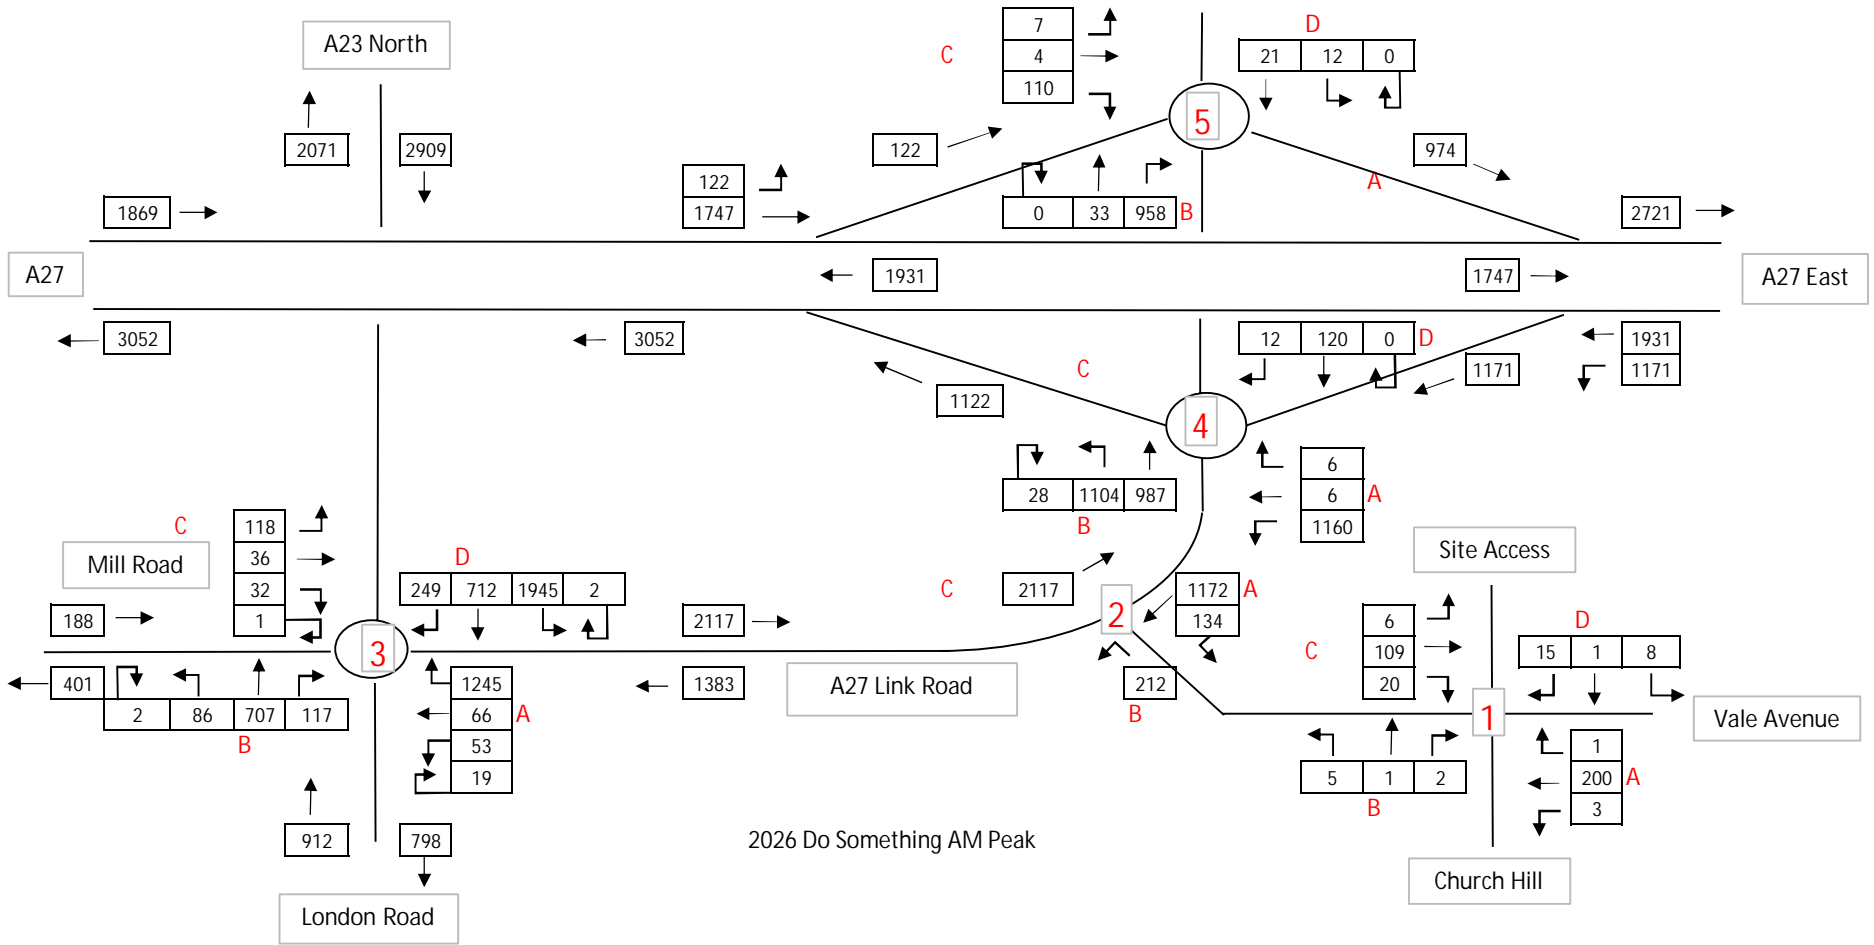 7
D
A23 North
C
4
21 12 0
110
5
2071
2909
122
974
122
A
1869
1747
0 33 958 B
2721
A27
1931
1747
A27 East
3052
3052
12 120 0 D
1931
C
1171
1171
1122
4
6
28 1104 987
6 A
B
1160
C
118
Site Access
Mill Road
36
D
32
249 712 1945 2
C
2117
1172 A
188
1
2117
2
134
6
D
3
C
109
15 1 8
401
1245
1383
A27 Link Road
212
20
2 86 707 117
66 A
B
1
Vale Avenue
B
53
1
19
5 1 2
200 A
B
3
912
798
2026 Do Something AM Peak
Church Hill
London Road